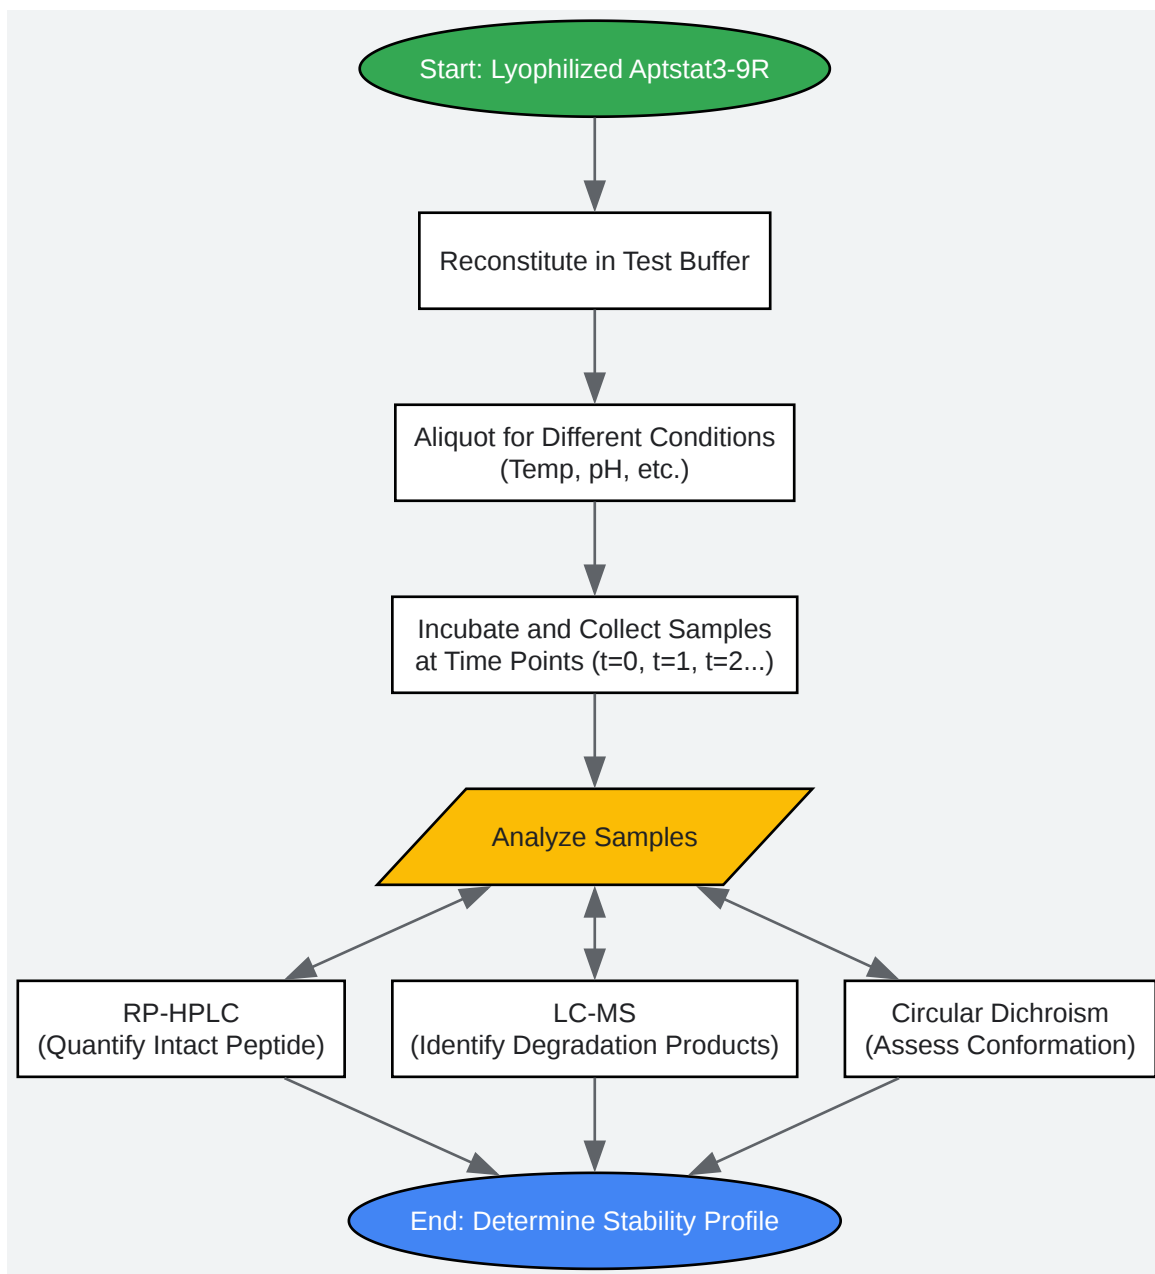 Start: Lyophilized Aptstat3-9R
Reconstitute in Test Buffer
Aliquot for Different Conditions
(Temp, pH, etc.)
Incubate and Collect Samples
at Time Points (t=0, t=1, t=2...)
Analyze Samples
RP-HPLC
(Quantify Intact Peptide)
LC-MS
(Identify Degradation Products)
Circular Dichroism
(Assess Conformation)
End: Determine Stability Profile